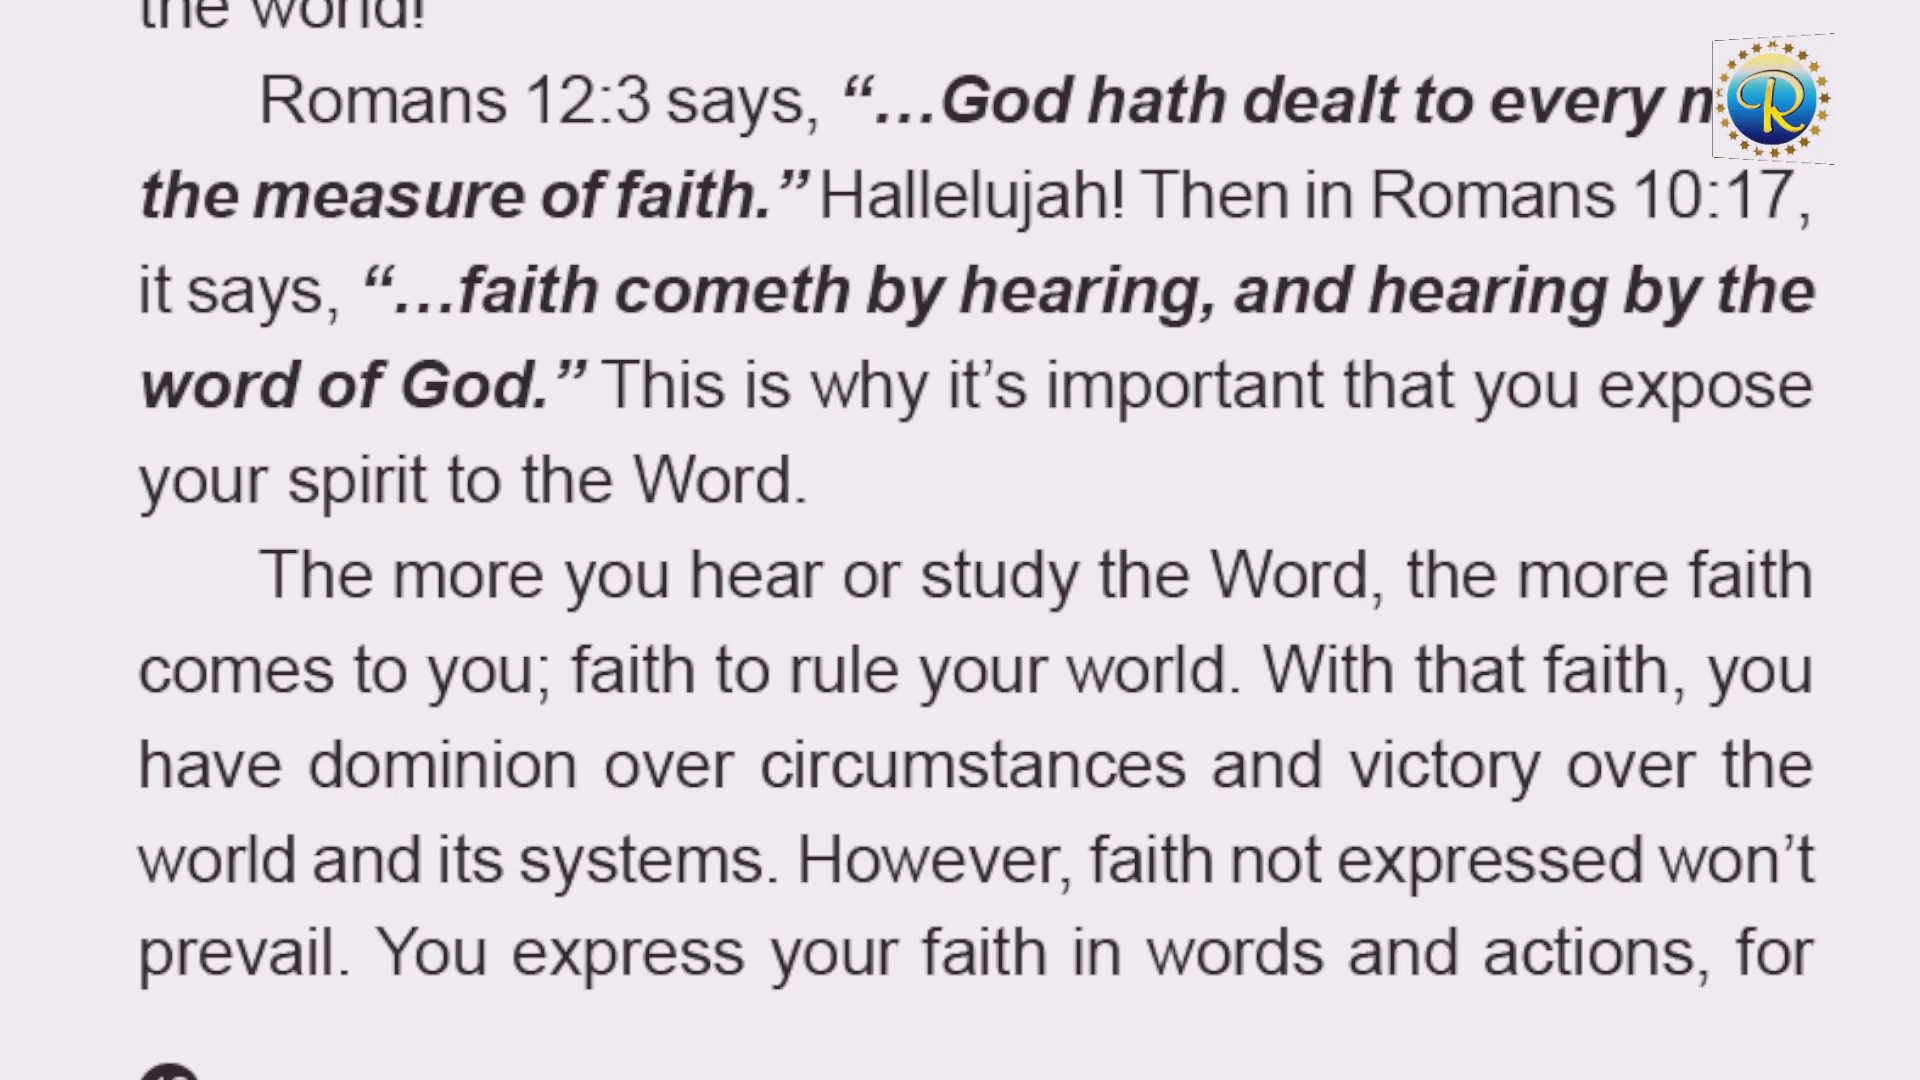 the world!
Romans 12:3 says, “…God hath dealt to every
the measure of faith.” Hallelujah! Then in Romans 10:17,
it says, “…faith cometh by hearing, and hearing by the
word of God.” This is why it’s important that you expose
your spirit to the Word.
The more you hear or study the Word, the more faith
comes to you; faith to rule your world. With that faith, you
have dominion over circumstances and victory over the
world and its systems. However, faith not expressed won’t
prevail. You express your faith in words and actions, for
R